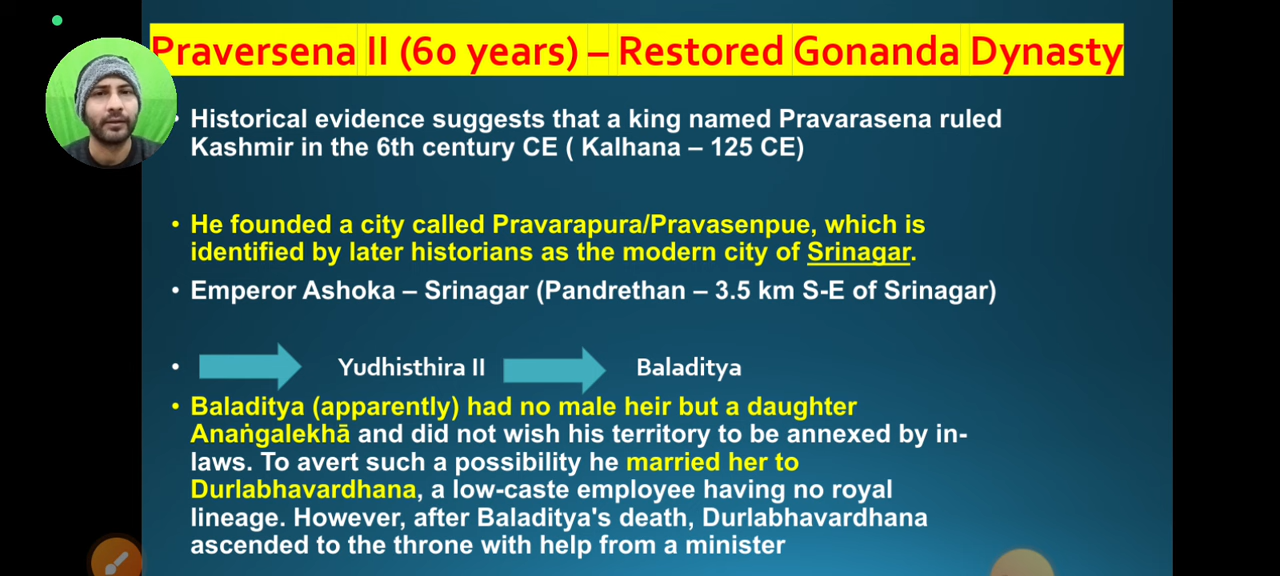 Praversena II (60 years) – Restored Gonanda Dynasty
• Historical evidence suggests that a king named Pravarasena ruled
Kashmir in the 6th century CE ( Kalhana – 125 CE)
• He founded a city called Pravarapura/Pravasenpue, which is
identified by later historians as the modern city of Srinagar.
• Emperor Ashoka – Srinagar (Pandrethan – 3.5 km S-E of Srinagar)
• Yudhisthira II Baladitya
• Baladitya (apparently) had no male heir but a daughter
Anaṅgalekhā and did not wish his territory to be annexed by in-
laws. To avert such a possibility he married her to
Durlabhavardhana, a low-caste employee having no royal
lineage. However, after Baladitya's death, Durlabhavardhana
ascended to the throne with help from a minister